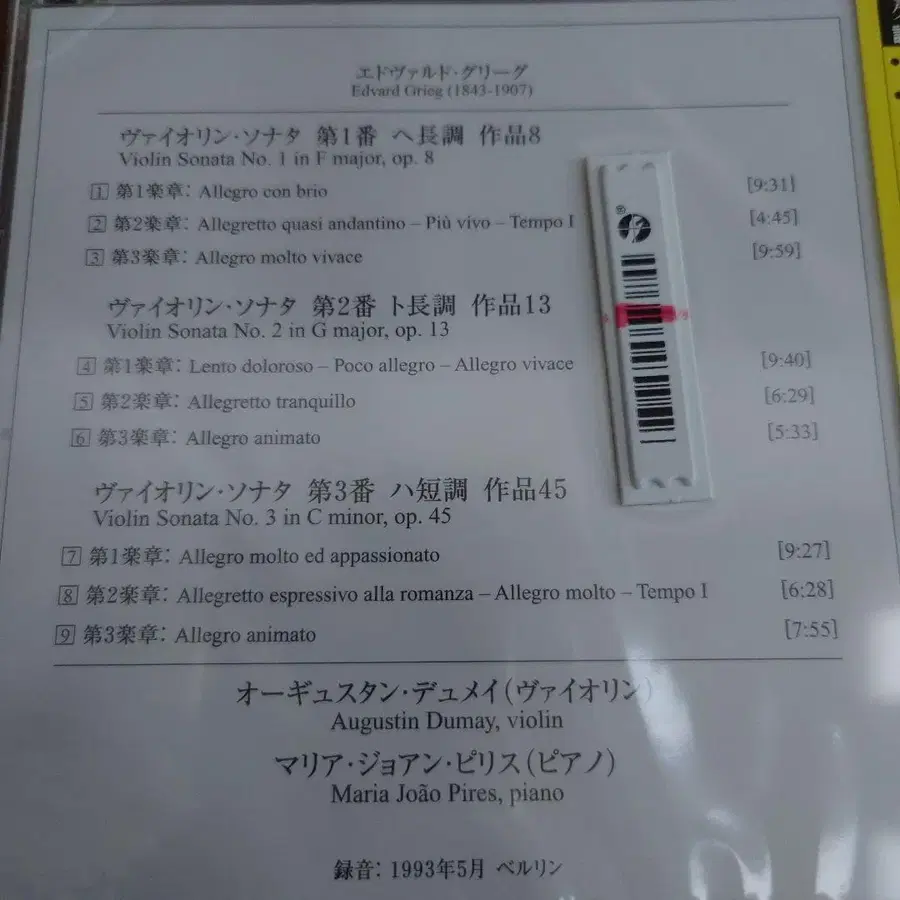 エドヴァルド・グリーグ
Edvard Grieg (1843-1907)
ヴァイオリン・ソナタ 第1番 ヘ長調 作品8
Violin Sonata No. 1 in F major, op. 8
1 第1楽章: Allegro con brio [9:31]
2 第2楽章: Allegretto quasi andantino – Più vivo – Tempo I [4:45]
3 第3楽章: Allegro molto vivace [9:59]
ヴァイオリン・ソナタ 第2番 ト長調 作品13
Violin Sonata No. 2 in G major, op. 13
4 第1楽章: Lento doloroso – Poco allegro – Allegro vivace [9:40]
5 第2楽章: Allegretto tranquillo [6:29]
6 第3楽章: Allegro animato [5:33]
ヴァイオリン・ソナタ 第3番 ハ短調 作品45
Violin Sonata No. 3 in C minor, op. 45
7 第1楽章: Allegro molto ed appassionato [9:27]
8 第2楽章: Allegretto espressivo alla romanza – Allegro molto – Tempo I [6:28]
9 第3楽章: Allegro animato [7:55]
オーギュスタン・デュメイ(ヴァイオリン)
Augustin Dumay, violin
マリア・ジョアン・ピリス(ピアノ)
Maria João Pires, piano
録音: 1993年5月 ベルリン